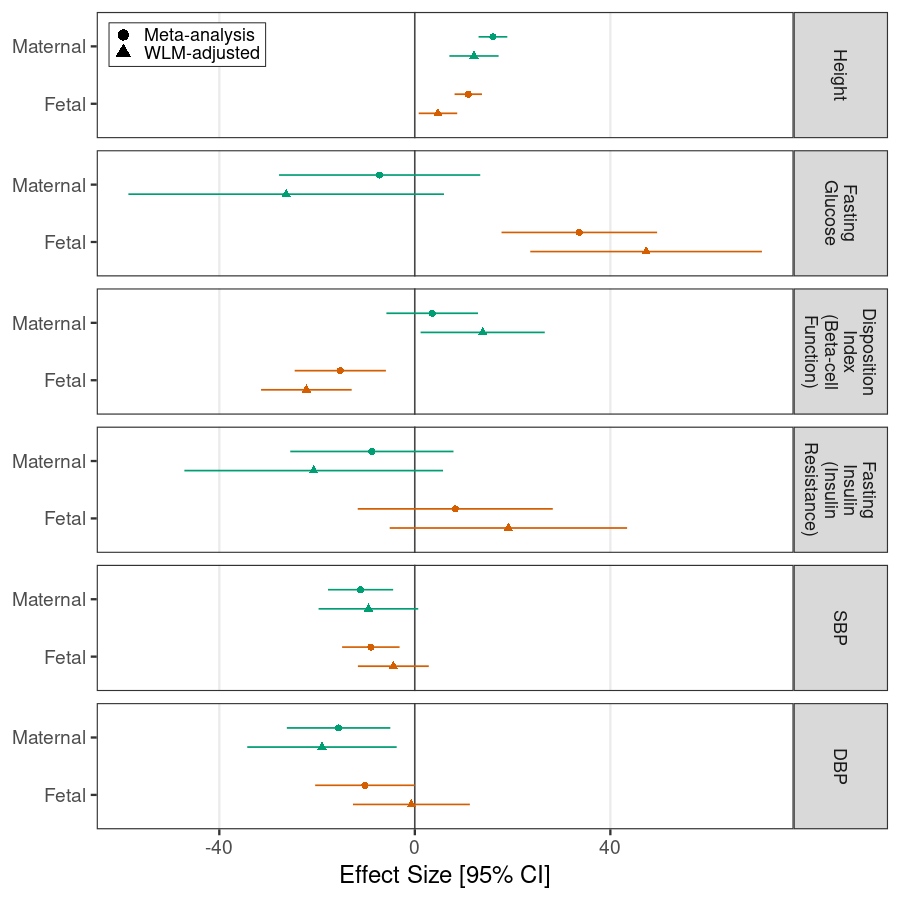 Meta-analysis
WLM-adjusted
Maternal
Fetal
Height
Maternal
Fetal
Fasting
Glucose
Maternal
Fetal
Disposition
Index
(Beta-cell
Function)
Maternal
Fetal
Fasting
Insulin
(Insulin
Resistance)
Maternal
Fetal
SBP
Maternal
Fetal
DBP
-40 0 40
Effect Size [95% CI]